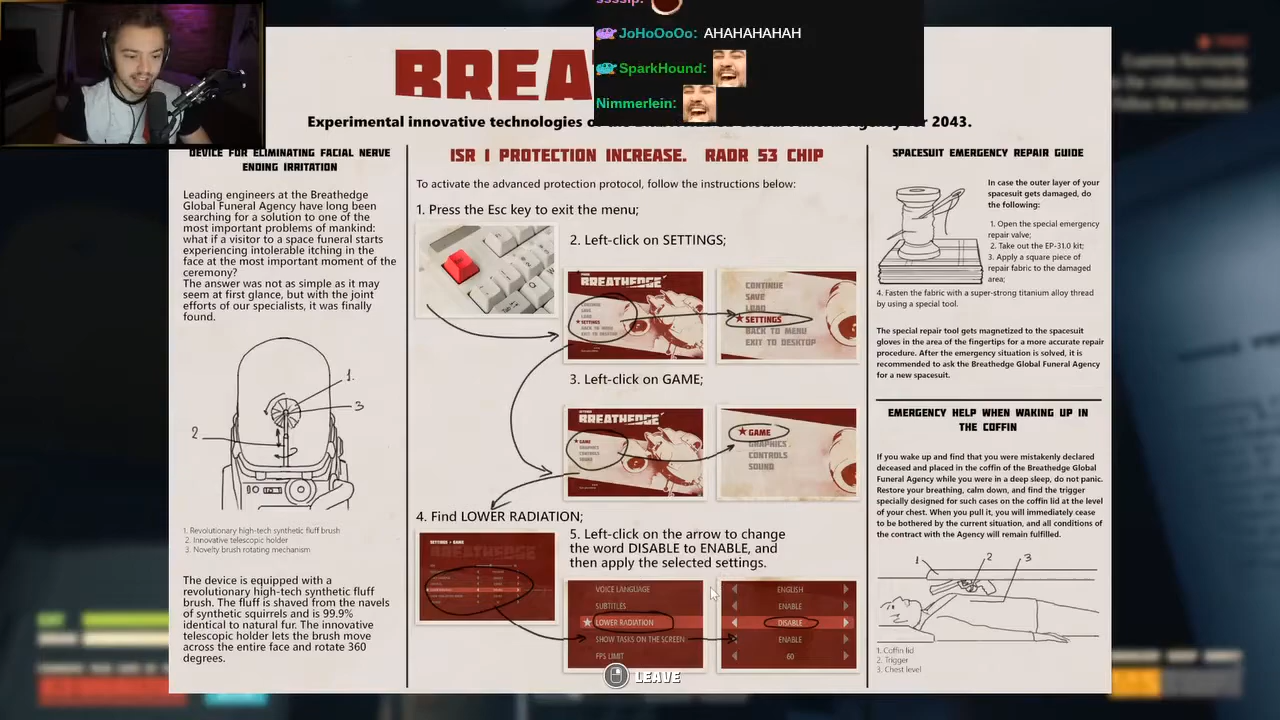 JoHoOoOo: AHAHAHAHAH
SparkHound:
Nimmerlein:
BREA
Experimental innovative technologies
for 2043.
DEVICE FOR ELIMINATING FACIAL NERVE
ENDING IRRITATION
Leading engineers at the Breathedge
Global Funeral Agency have long been
searching for a solution to one of the
most important problems of mankind:
what if a visitor to a space funeral starts
experiencing intolerable itching in the
face at the most important moment of the
ceremony?
The answer was not as simple as it may
seem at first glance, but with the joint
efforts of our specialists, it was finally
found.
1.
3
2
1. Revolutionary high-tech synthetic fluff brush
2. Innovative telescopic holder
3. Novelty brush rotating mechanism
The device is equipped with a
revolutionary high-tech synthetic fluff
brush. The fluff is shaved from the navels
of synthetic squirrels and is 99.9%
identical to natural fur. The innovative
telescopic holder lets the brush move
across the entire face and rotate 360
degrees.
ISR 1 PROTECTION INCREASE. RADR 53 CHIP
To activate the advanced protection protocol, follow the instructions below:
1. Press the Esc key to exit the menu;
2. Left-click on SETTINGS;
BREATHEDGE
CONTINUE
SAVE
LOAD
SETTINGS
BACK TO MENU
EXIT TO DESKTOP
CONTINUE
SAVE
LOAD
SETTINGS
BACK TO MENU
EXIT TO DESKTOP
3. Left-click on GAME;
BREATHEDGE
GAME
GRAPHICS
CONTROLS
SOUND
GAME
GRAPHICS
CONTROLS
SOUND
4. Find LOWER RADIATION;
5. Left-click on the arrow to change
the word DISABLE to ENABLE, and
then apply the selected settings.
BREATHEDGE
VOICE LANGUAGE
SUBTITLES
LOWER RADIATION
SHOW TASKS ON THE SCREEN
FPS LIMIT
ENGLISH
ENABLE
DISABLE
ENABLE
60
LEAVE
SPACESUIT EMERGENCY REPAIR GUIDE
In case the outer layer of your
spacesuit gets damaged, do
the following:
1. Open the special emergency
repair valve;
2. Take out the EP-31.0 kit;
3. Apply a square piece of
repair fabric to the damaged
area;
4. Fasten the fabric with a super-strong titanium alloy thread
by using a special tool.
The special repair tool gets magnetized to the spacesuit
gloves in the area of the fingertips for a more accurate repair
procedure. After the emergency situation is solved, it is
recommended to ask the Breathedge Global Funeral Agency
for a new spacesuit.
EMERGENCY HELP WHEN WAKING UP IN
THE COFFIN
If you wake up and find that you were mistakenly declared
deceased and placed in the coffin of the Breathedge Global
Funeral Agency while you were in a deep sleep, do not panic.
Restore your breathing, calm down, and find the trigger
specially designed for such cases on the coffin lid at the level
of your chest. When you pull it, you will immediately cease
to be bothered by the current situation, and all conditions of
the contract with the Agency will remain fulfilled.
1
2
3
1. Coffin lid
2. Trigger
3. Chest level